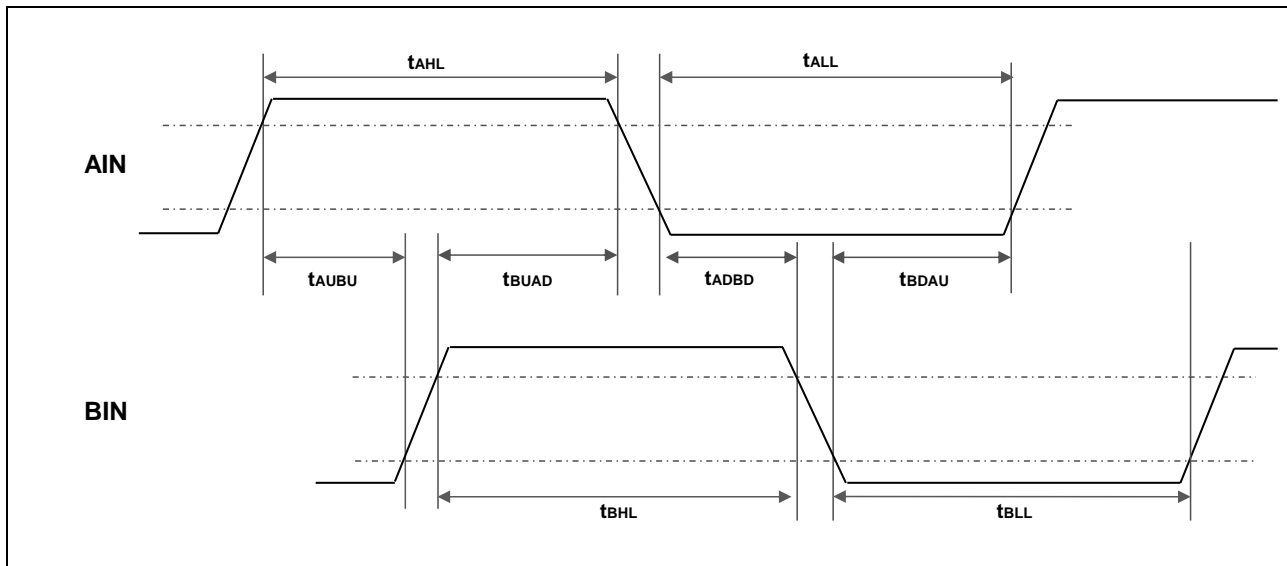 tAHL
tALL
AIN
tAUBU
tBUAD
tADBD
tBDAU
BIN
tBHL
tBLL